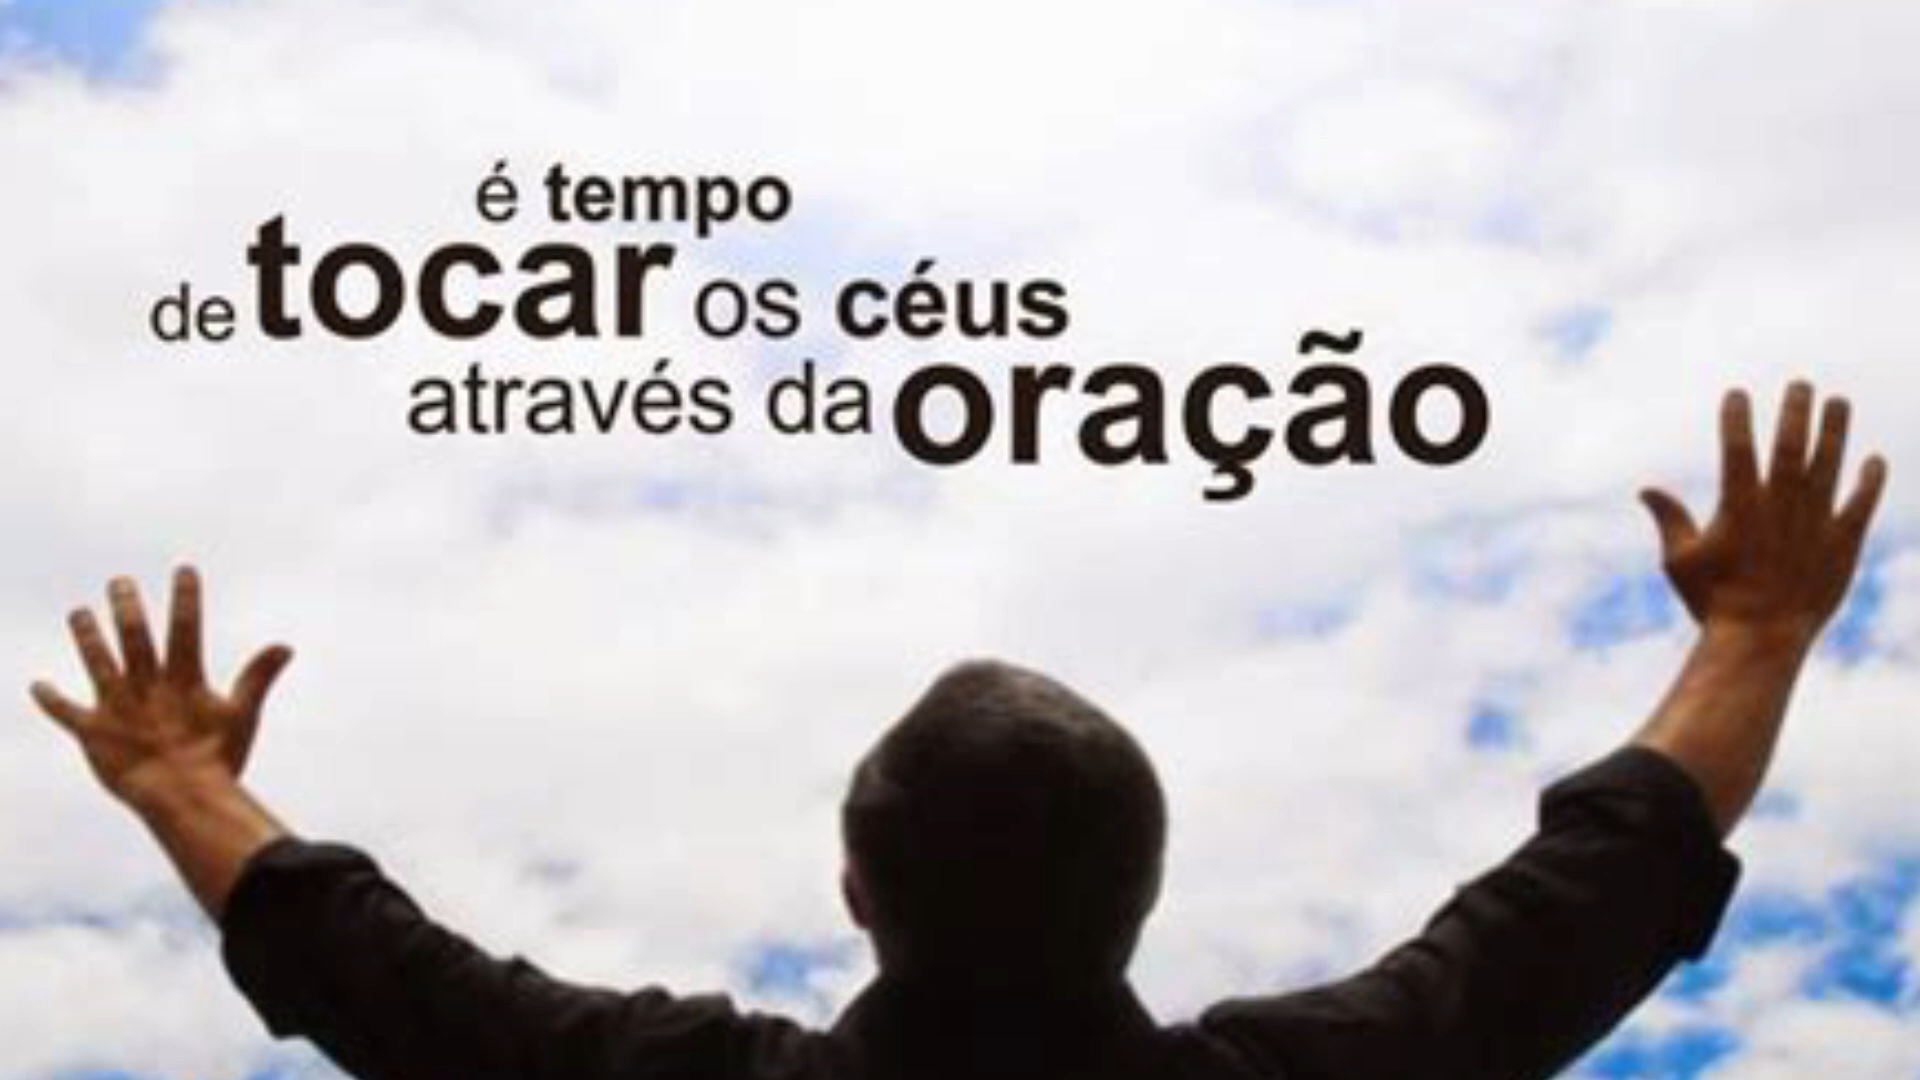 é tempo
de tocar os céus
através da oração